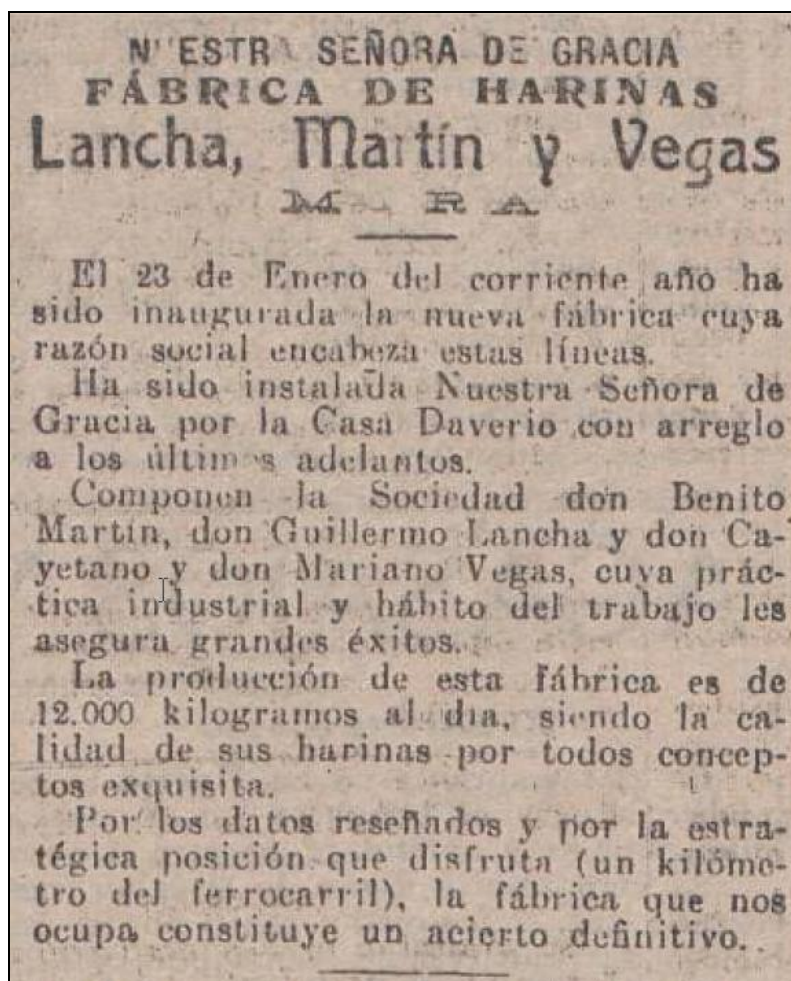 NUESTRA SEÑORA DE GRACIA
FÁBRICA DE HARINAS
Lancha, Martín y Vegas
El 23 de Enero del corriente año ha
sido inaugurada la nueva fábrica cuya
razón social encabeza estas líneas.
Ha sido instalada Nuestra Señora de
Gracia por la Casa Daverio con arreglo
a los últimos adelantos.
Componen la Sociedad don Benito
Martín, don Guillermo Lancha y don Ca-
yetano y don Mariano Vegas, cuya prác-
tica industrial y hábito del trabajo les
asegura grandes éxitos.
La producción de esta fábrica es de
12.000 kilogramos al dia, siendo la ca-
lidad de sus harinas por todos concep-
tos exquisita.
Por los datos reseñados y por la estra-
tégica posición que disfruta (un kilóme-
tro del ferrocarril), la fábrica que nos
ocupa constituye un acierto definitivo.